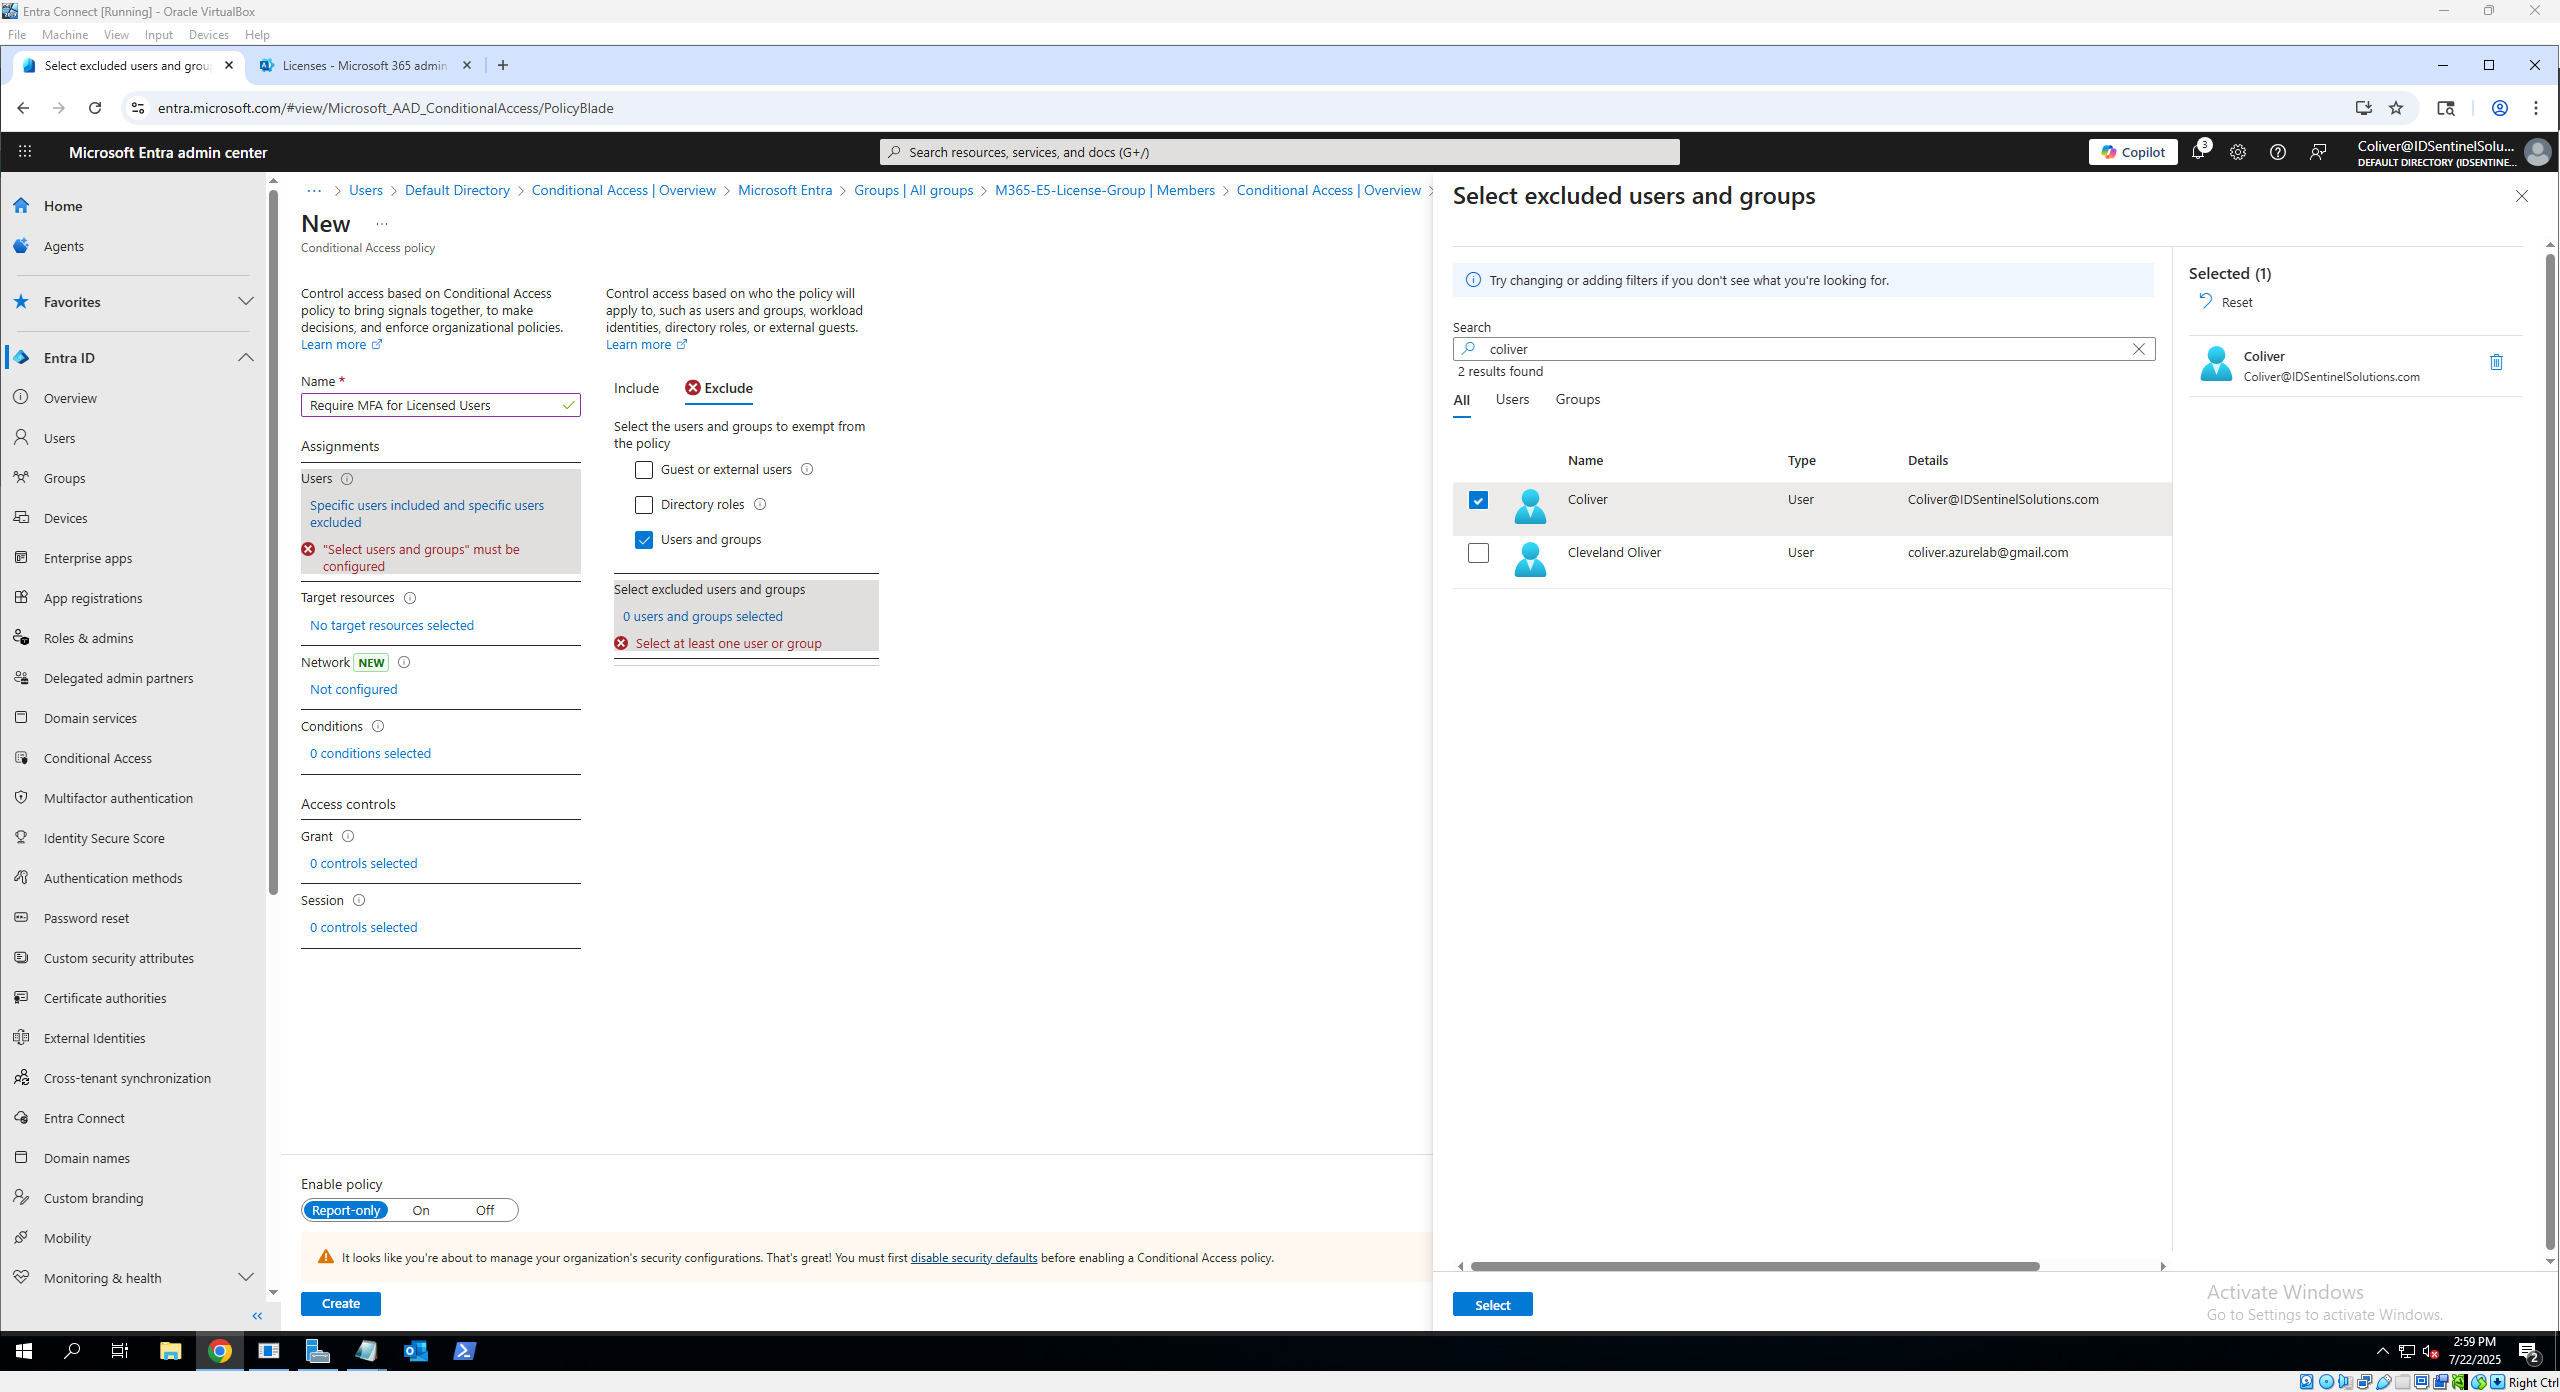 Entra Connect [Running] - Oracle VirtualBox
File Machine View Input Devices Help
Select excluded users and grou
Licenses - Microsoft 365 admin
entra.microsoft.com/#view/Microsoft_AAD_ConditionalAccess/PolicyBlade
Microsoft Entra admin center
Search resources, services, and docs (G+/)
Copilot
3
Coliver@IDSentinelSolu...
DEFAULT DIRECTORY (IDSENTINE...
Home
Agents
Favorites
Entra ID
Overview
Users
Groups
Devices
Enterprise apps
App registrations
Roles & admins
Delegated admin partners
Domain services
Conditional Access
Multifactor authentication
Identity Secure Score
Authentication methods
Password reset
Custom security attributes
Certificate authorities
External Identities
Cross-tenant synchronization
Entra Connect
Domain names
Custom branding
Mobility
Monitoring & health
... > Users > Default Directory > Conditional Access | Overview > Microsoft Entra > Groups | All groups > M365-E5-License-Group | Members > Conditional Access | Overview >
New ...
Conditional Access policy
Control access based on Conditional Access
policy to bring signals together, to make
decisions, and enforce organizational policies.
Learn more
Name *
Require MFA for Licensed Users
Assignments
Users
Specific users included and specific users
excluded
"Select users and groups" must be
configured
Target resources
No target resources selected
Network NEW
Not configured
Conditions
0 conditions selected
Access controls
Grant
0 controls selected
Session
0 controls selected
Control access based on who the policy will
apply to, such as users and groups, workload
identities, directory roles, or external guests.
Learn more
Include Exclude
Select the users and groups to exempt from
the policy
Guest or external users
Directory roles
Users and groups
Select excluded users and groups
0 users and groups selected
Select at least one user or group
Enable policy
Report-only On Off
It looks like you're about to manage your organization's security configurations. That's great! You must first disable security defaults before enabling a Conditional Access policy.
Create
Select excluded users and groups
Try changing or adding filters if you don't see what you're looking for.
Search
coliver
2 results found
All Users Groups
Name Type Details
Coliver User Coliver@IDSentinelSolutions.com
Cleveland Oliver User coliver.azurelab@gmail.com
Select
Selected (1)
Reset
Coliver
Coliver@IDSentinelSolutions.com
Activate Windows
Go to Settings to activate Windows.
2:59 PM
7/22/2025
2
Right Ctrl